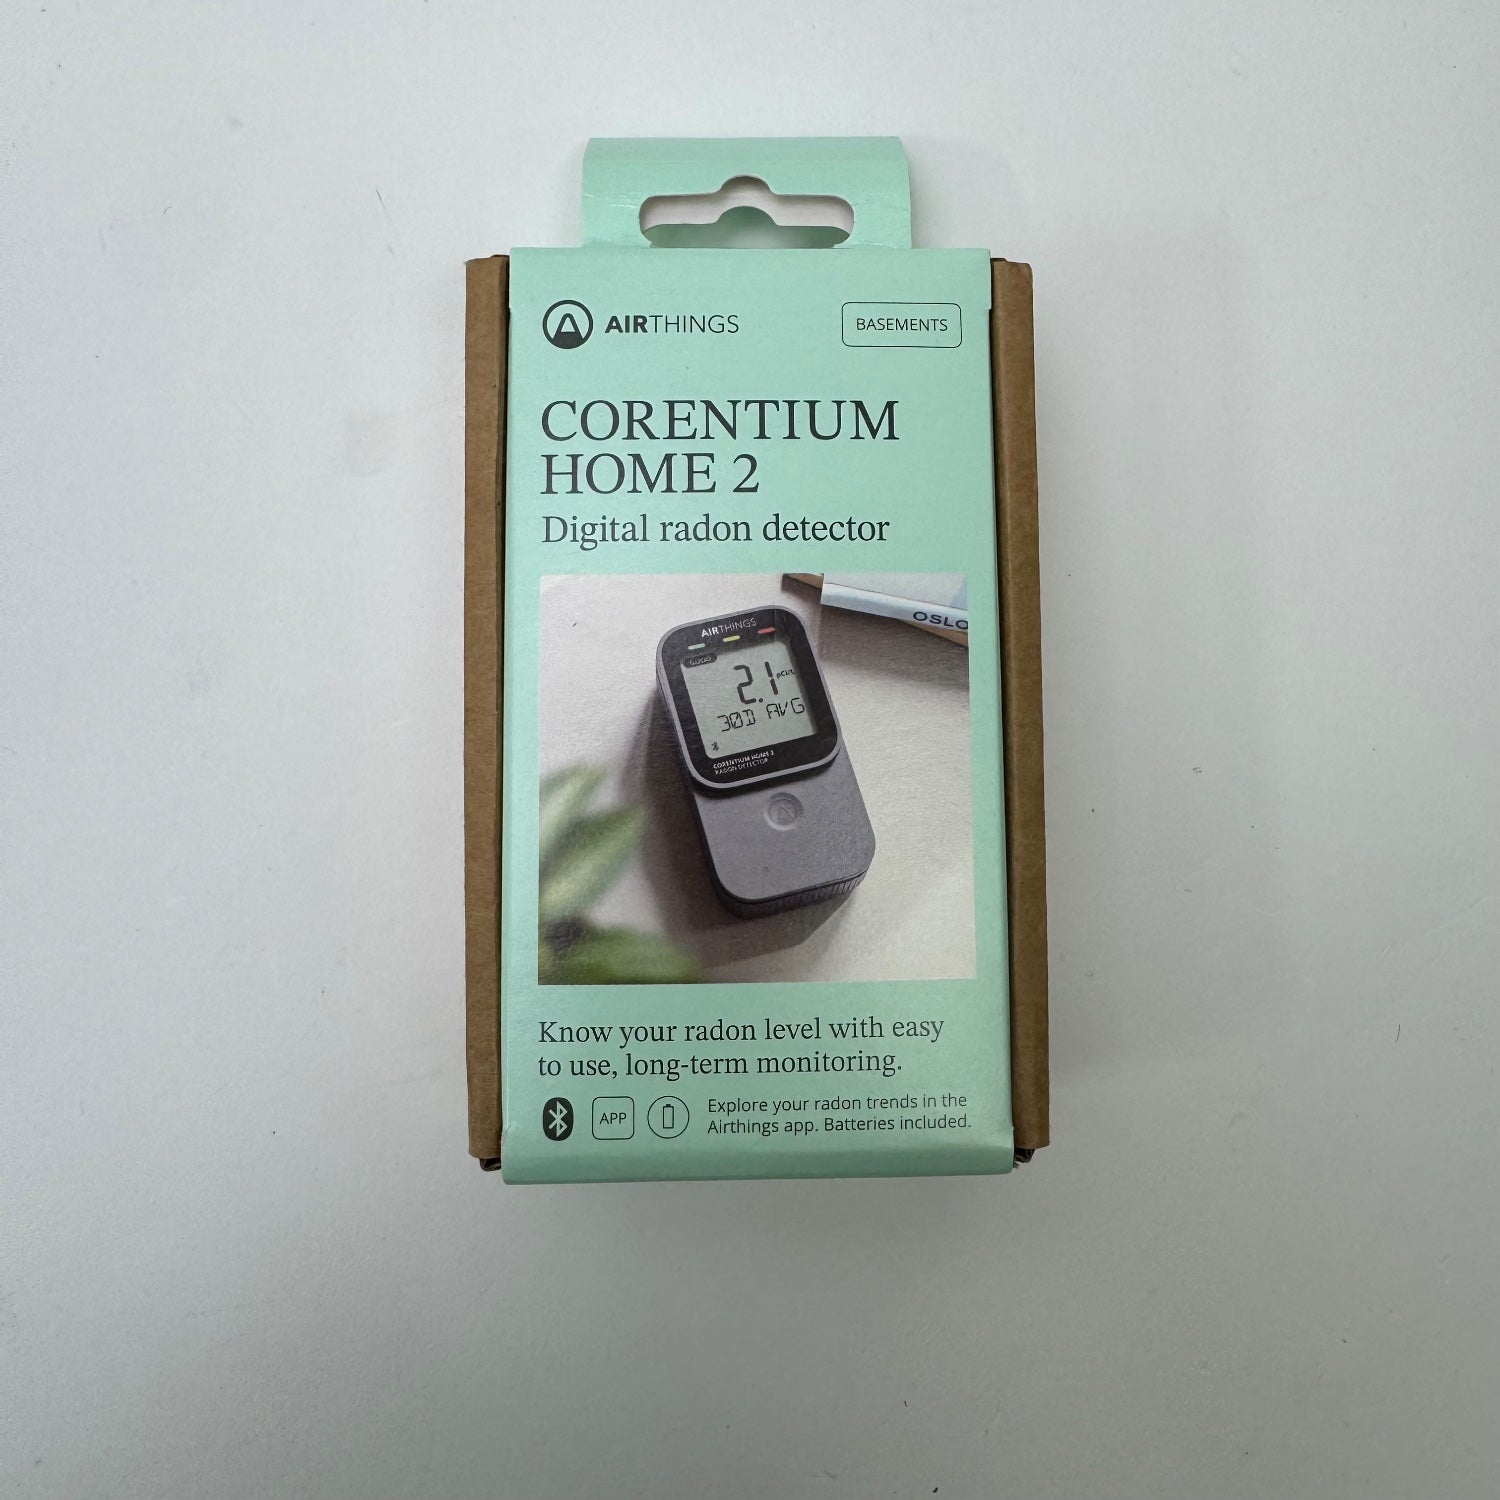 AIRTHINGS
BASEMENTS
CORENTIUM
HOME 2
Digital radon detector
OSLO
AIRTHINGS
GOOD
2.1 pCi/L
30D AVG
CORENTIUM HOME 2
RADON DETECTOR
Know your radon level with easy
to use, long-term monitoring.
APP
Explore your radon trends in the
Airthings app. Batteries included.